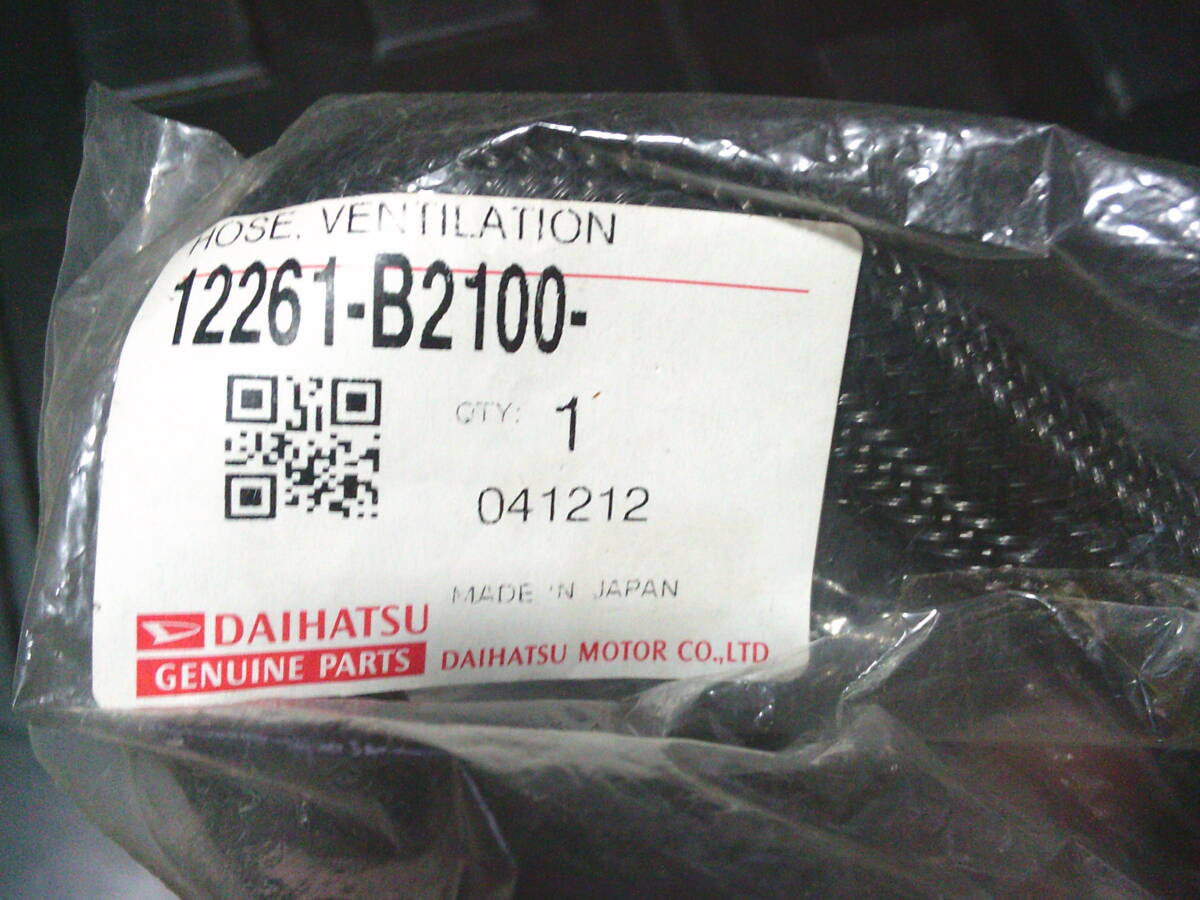 HOSE, VENTILATION
12261-B2100-
QTY: 1
041212
MADE IN JAPAN
DAIHATSU
GENUINE PARTS
DAIHATSU MOTOR CO.,LTD